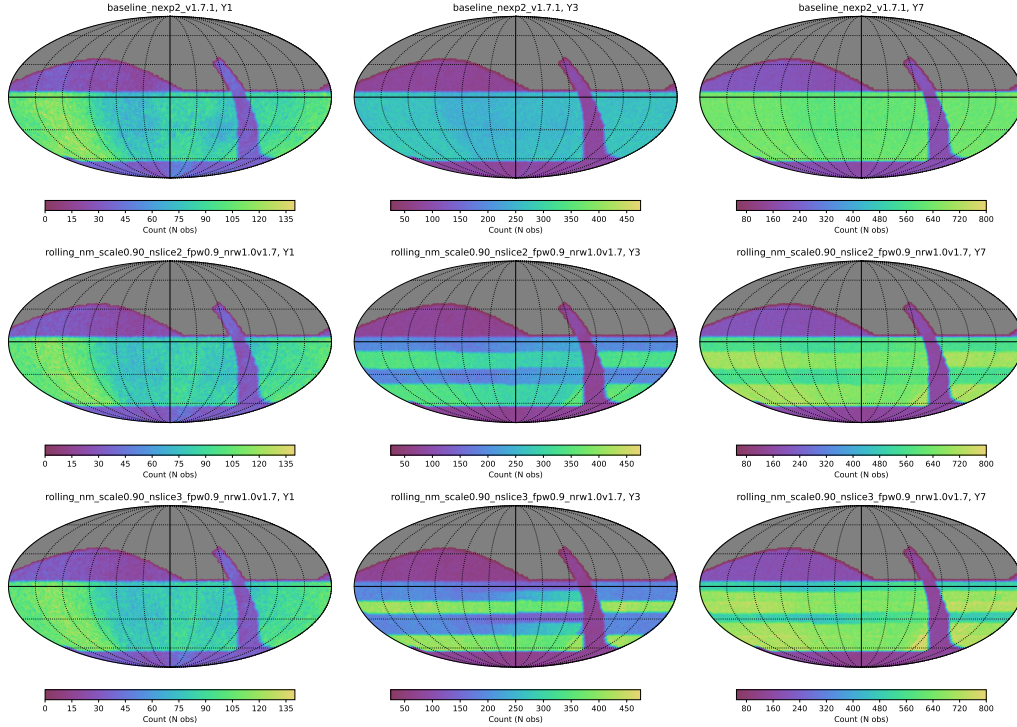 baseline_nexp2_v1.7.1, Y1
baseline_nexp2_v1.7.1, Y3
baseline_nexp2_v1.7.1, Y7
0 15 30 45 60 75 90 105 120 135
Count (N obs)
50 100 150 200 250 300 350 400 450
Count (N obs)
80 160 240 320 400 480 560 640 720 800
Count (N obs)
rolling_nm_scale0.90_nslice2_fpw0.9_nrw1.0v1.7, Y1
rolling_nm_scale0.90_nslice2_fpw0.9_nrw1.0v1.7, Y3
rolling_nm_scale0.90_nslice2_fpw0.9_nrw1.0v1.7, Y7
0 15 30 45 60 75 90 105 120 135
Count (N obs)
50 100 150 200 250 300 350 400 450
Count (N obs)
80 160 240 320 400 480 560 640 720 800
Count (N obs)
rolling_nm_scale0.90_nslice3_fpw0.9_nrw1.0v1.7, Y1
rolling_nm_scale0.90_nslice3_fpw0.9_nrw1.0v1.7, Y3
rolling_nm_scale0.90_nslice3_fpw0.9_nrw1.0v1.7, Y7
0 15 30 45 60 75 90 105 120 135
Count (N obs)
50 100 150 200 250 300 350 400 450
Count (N obs)
80 160 240 320 400 480 560 640 720 800
Count (N obs)